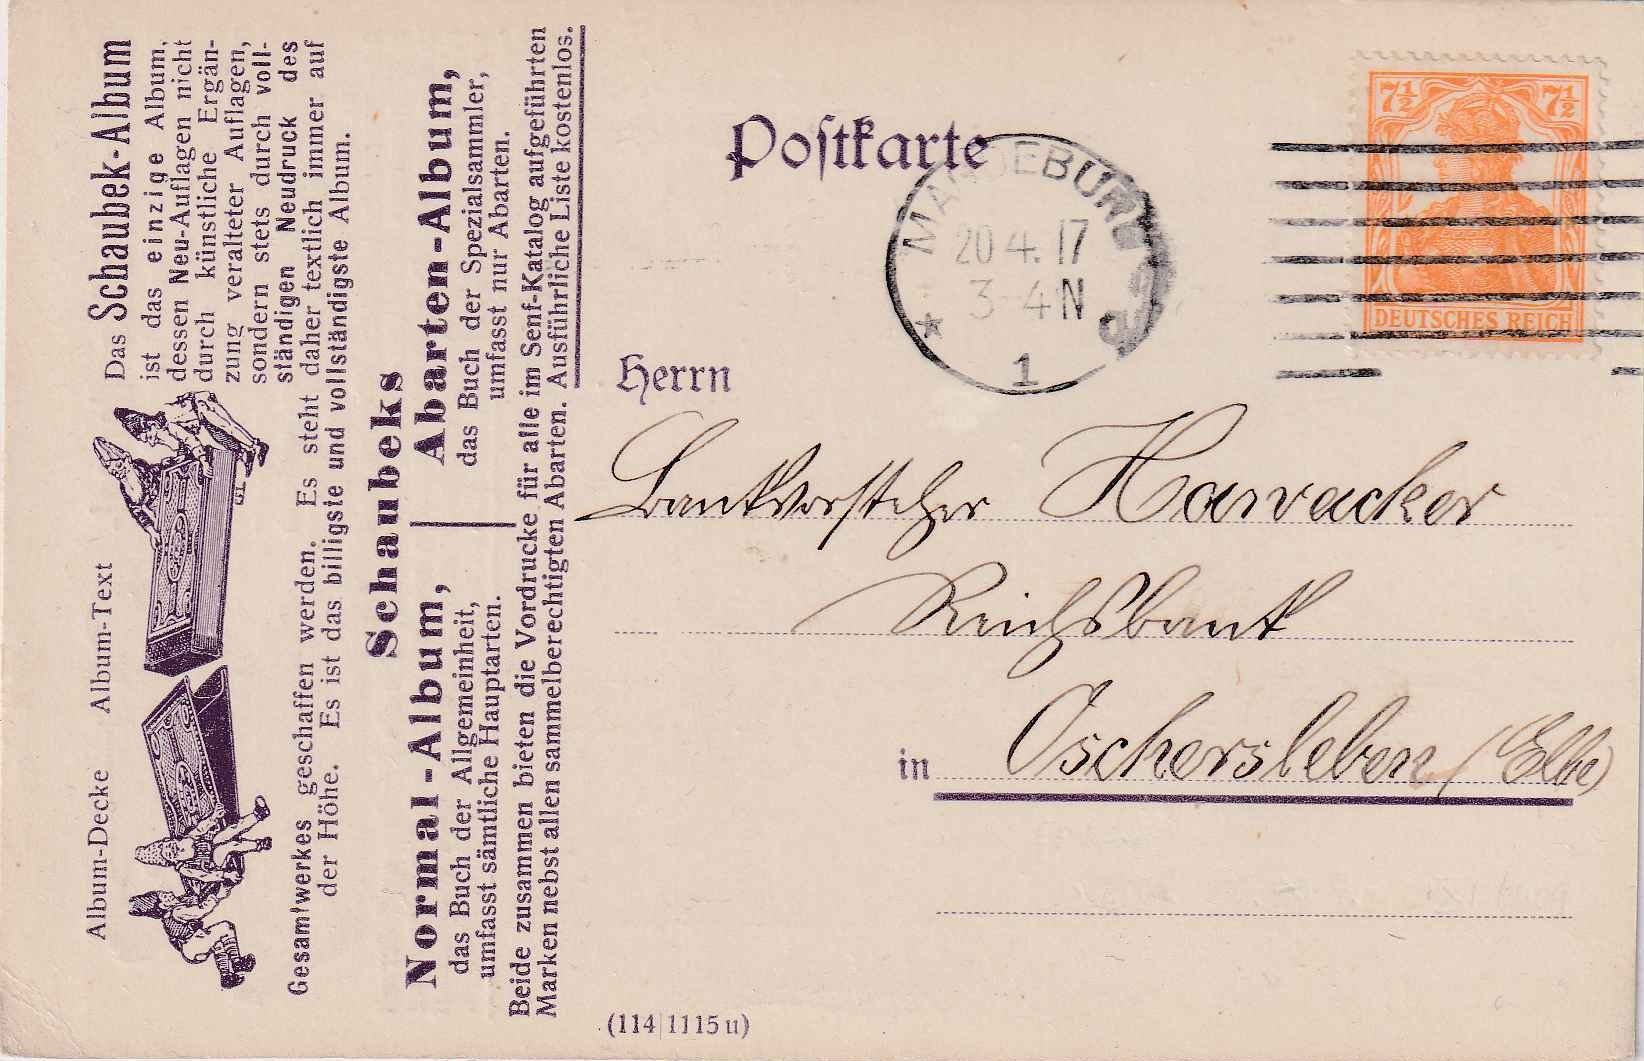 Album-Decke Album-Text
Das Schaubek-Album
ist das einzige Album,
dessen Neu-Auflagen nicht
durch künstliche Ergän-
zung veralteter Auflagen,
sondern stets durch voll-
ständigen Neudruck des
Gesamtwerkes geschaffen werden. Es steht daher textlich immer auf
der Höhe. Es ist das billigste und vollständigste Album.
Schaubeks
Normal-Album,
das Buch der Allgemeinheit,
umfasst sämtliche Hauptarten.
Abarten-Album,
das Buch der Spezialsammler,
umfasst nur Abarten.
Beide zusammen bieten die Vordrucke für alle im Senf-Katalog aufgeführten
Marken nebst allen sammelberechtigten Abarten. Ausführliche Liste kostenlos.
(114/1115 u)
Postkarte
MAGDEBURG
20.4.17
3-4N
* 1
7½ 7½
DEUTSCHES REICH
Herrn
Bankvorsteher
Reichsbank
in Oschersleben (Elbe)